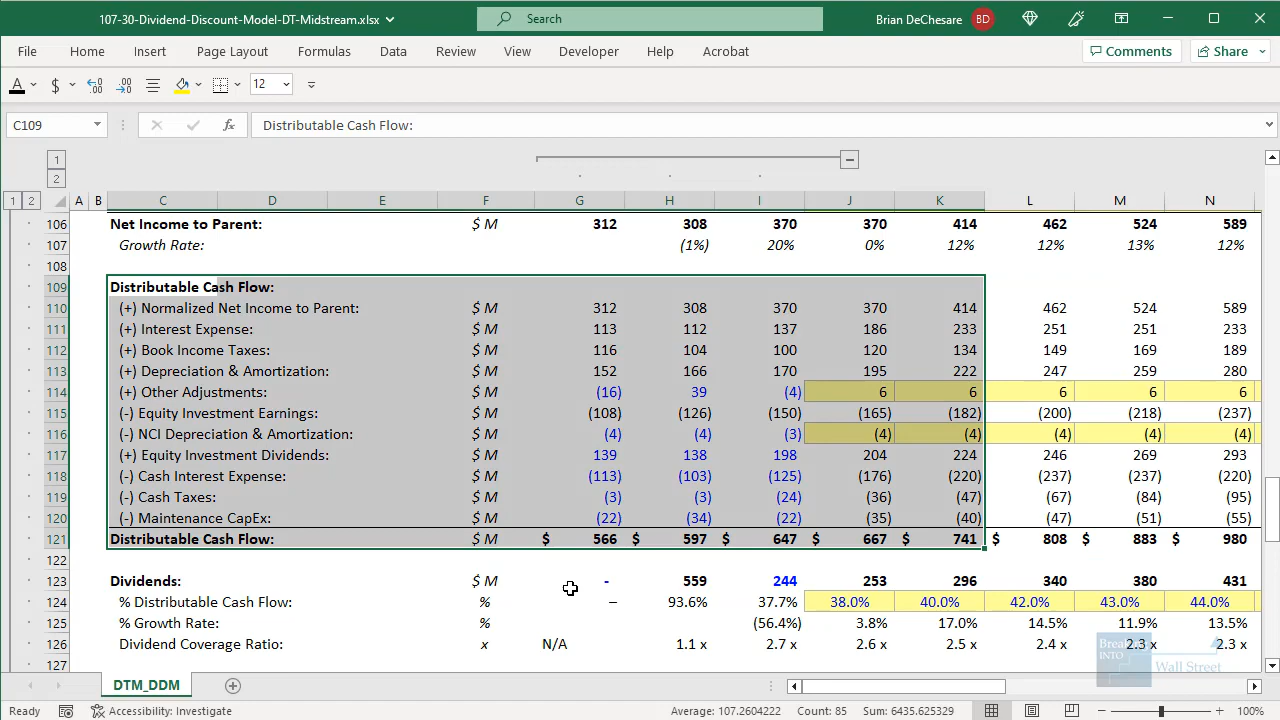 107-30-Dividend-Discount-Model-DT-Midstream.xlsx Search Brian DeChesare BD
File Home Insert Page Layout Formulas Data Review View Developer Help Acrobat Comments Share
A $ 12
C109 fx Distributable Cash Flow:
1
2
1 2 A B C D E F G H I J K L M N
106 Net Income to Parent: $ M 312 308 370 370 414 462 524 589
107 Growth Rate: (1%) 20% 0% 12% 12% 13% 12%
108
109 Distributable Cash Flow:
110 (+) Normalized Net Income to Parent: $ M 312 308 370 370 414 462 524 589
111 (+) Interest Expense: $ M 113 112 137 186 233 251 251 233
112 (+) Book Income Taxes: $ M 116 104 100 120 134 149 169 189
113 (+) Depreciation & Amortization: $ M 152 166 170 195 222 247 259 280
114 (+) Other Adjustments: $ M (16) 39 (4) 6 6 6 6 6
115 (-) Equity Investment Earnings: $ M (108) (126) (150) (165) (182) (200) (218) (237)
116 (-) NCI Depreciation & Amortization: $ M (4) (4) (3) (4) (4) (4) (4) (4)
117 (+) Equity Investment Dividends: $ M 139 138 198 204 224 246 269 293
118 (-) Cash Interest Expense: $ M (113) (103) (125) (176) (220) (237) (237) (220)
119 (-) Cash Taxes: $ M (3) (3) (24) (36) (47) (67) (84) (95)
120 (-) Maintenance CapEx: $ M (22) (34) (22) (35) (40) (47) (51) (55)
121 Distributable Cash Flow: $ M $ 566 $ 597 $ 647 $ 667 $ 741 $ 808 $ 883 $ 980
122
123 Dividends: $ M - 559 244 253 296 340 380 431
124 % Distributable Cash Flow: % – 93.6% 37.7% 38.0% 40.0% 42.0% 43.0% 44.0%
125 % Growth Rate: % (56.4%) 3.8% 17.0% 14.5% 11.9% 13.5%
126 Dividend Coverage Ratio: x N/A 1.1 x 2.7 x 2.6 x 2.5 x 2.4 x 2.3 x 2.3 x
127
INTO
Wall Street
DTM_DDM
Ready Accessibility: Investigate Average: 107.2604222 Count: 85 Sum: 6435.625329 100%